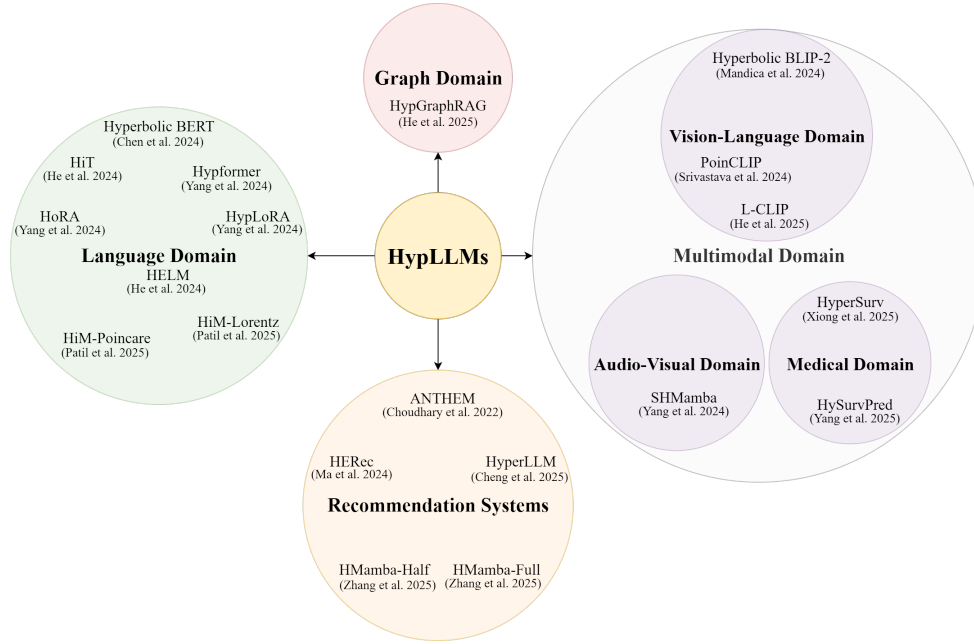 Graph Domain
HypGraphRAG
(He et al. 2025)
HypLLMs
Hyperbolic BERT
(Chen et al. 2024)
HiT
(He et al. 2024)
Hypformer
(Yang et al. 2024)
HoRA
(Yang et al. 2024)
HypLoRA
(Yang et al. 2024)
Language Domain
HELM
(He et al. 2024)
HiM-Lorentz
(Patil et al. 2025)
HiM-Poincare
(Patil et al. 2025)
Hyperbolic BLIP-2
(Mandica et al. 2024)
Vision-Language Domain
PoinCLIP
(Srivastava et al. 2024)
L-CLIP
(He et al. 2025)
Multimodal Domain
Audio-Visual Domain
SHMamba
(Yang et al. 2024)
HyperSurv
(Xiong et al. 2025)
Medical Domain
HySurvPred
(Yang et al. 2025)
ANTHEM
(Choudhary et al. 2022)
HERec
(Ma et al. 2024)
HyperLLM
(Cheng et al. 2025)
Recommendation Systems
HMamba-Half
(Zhang et al. 2025)
HMamba-Full
(Zhang et al. 2025)